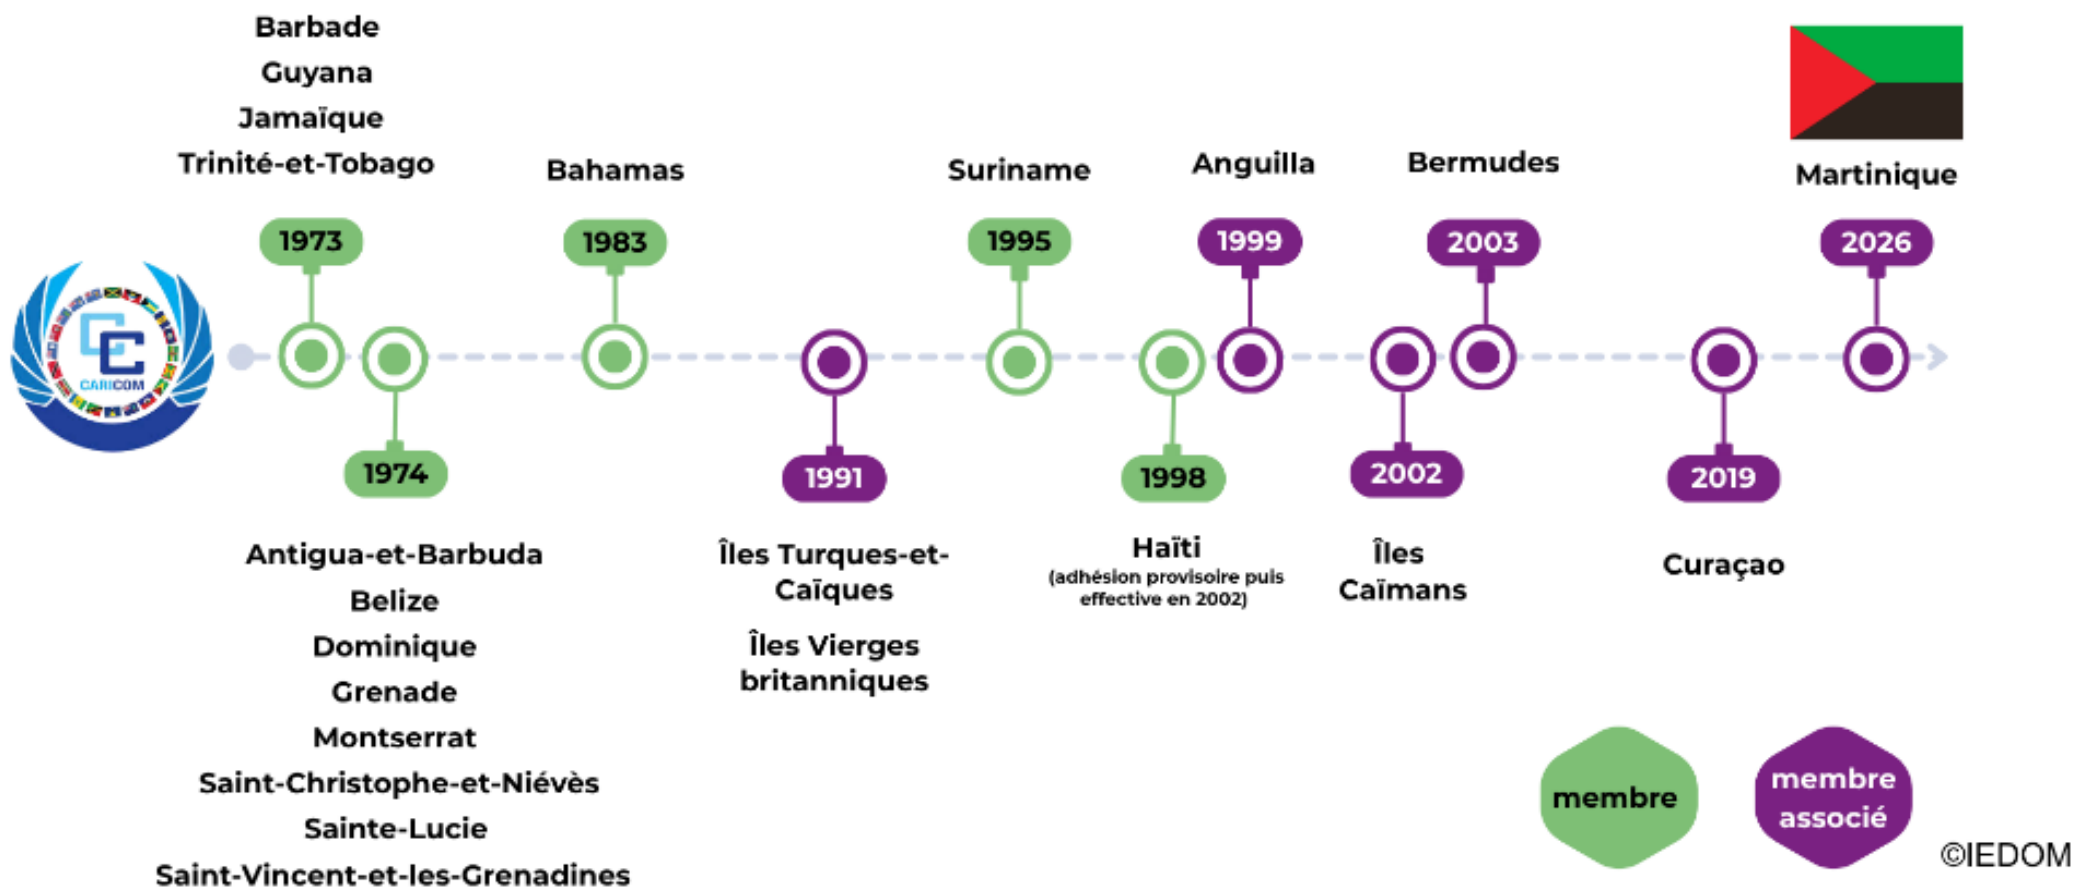 Barbade
Guyana
Jamaïque
Trinité-et-Tobago
Bahamas
Suriname
Anguilla
Bermudes
Martinique
1973
1983
1995
1999
2003
2026
CARICOM
1974
1991
1998
2002
2019
Antigua-et-Barbuda
Belize
Dominique
Grenade
Montserrat
Saint-Christophe-et-Niévès
Sainte-Lucie
Saint-Vincent-et-les-Grenadines
Îles Turques-et-
Caïques
Îles Vierges
britanniques
Haïti
(adhésion provisoire puis
effective en 2002)
Îles
Caïmans
Curaçao
membre
membre
associé
©IEDOM